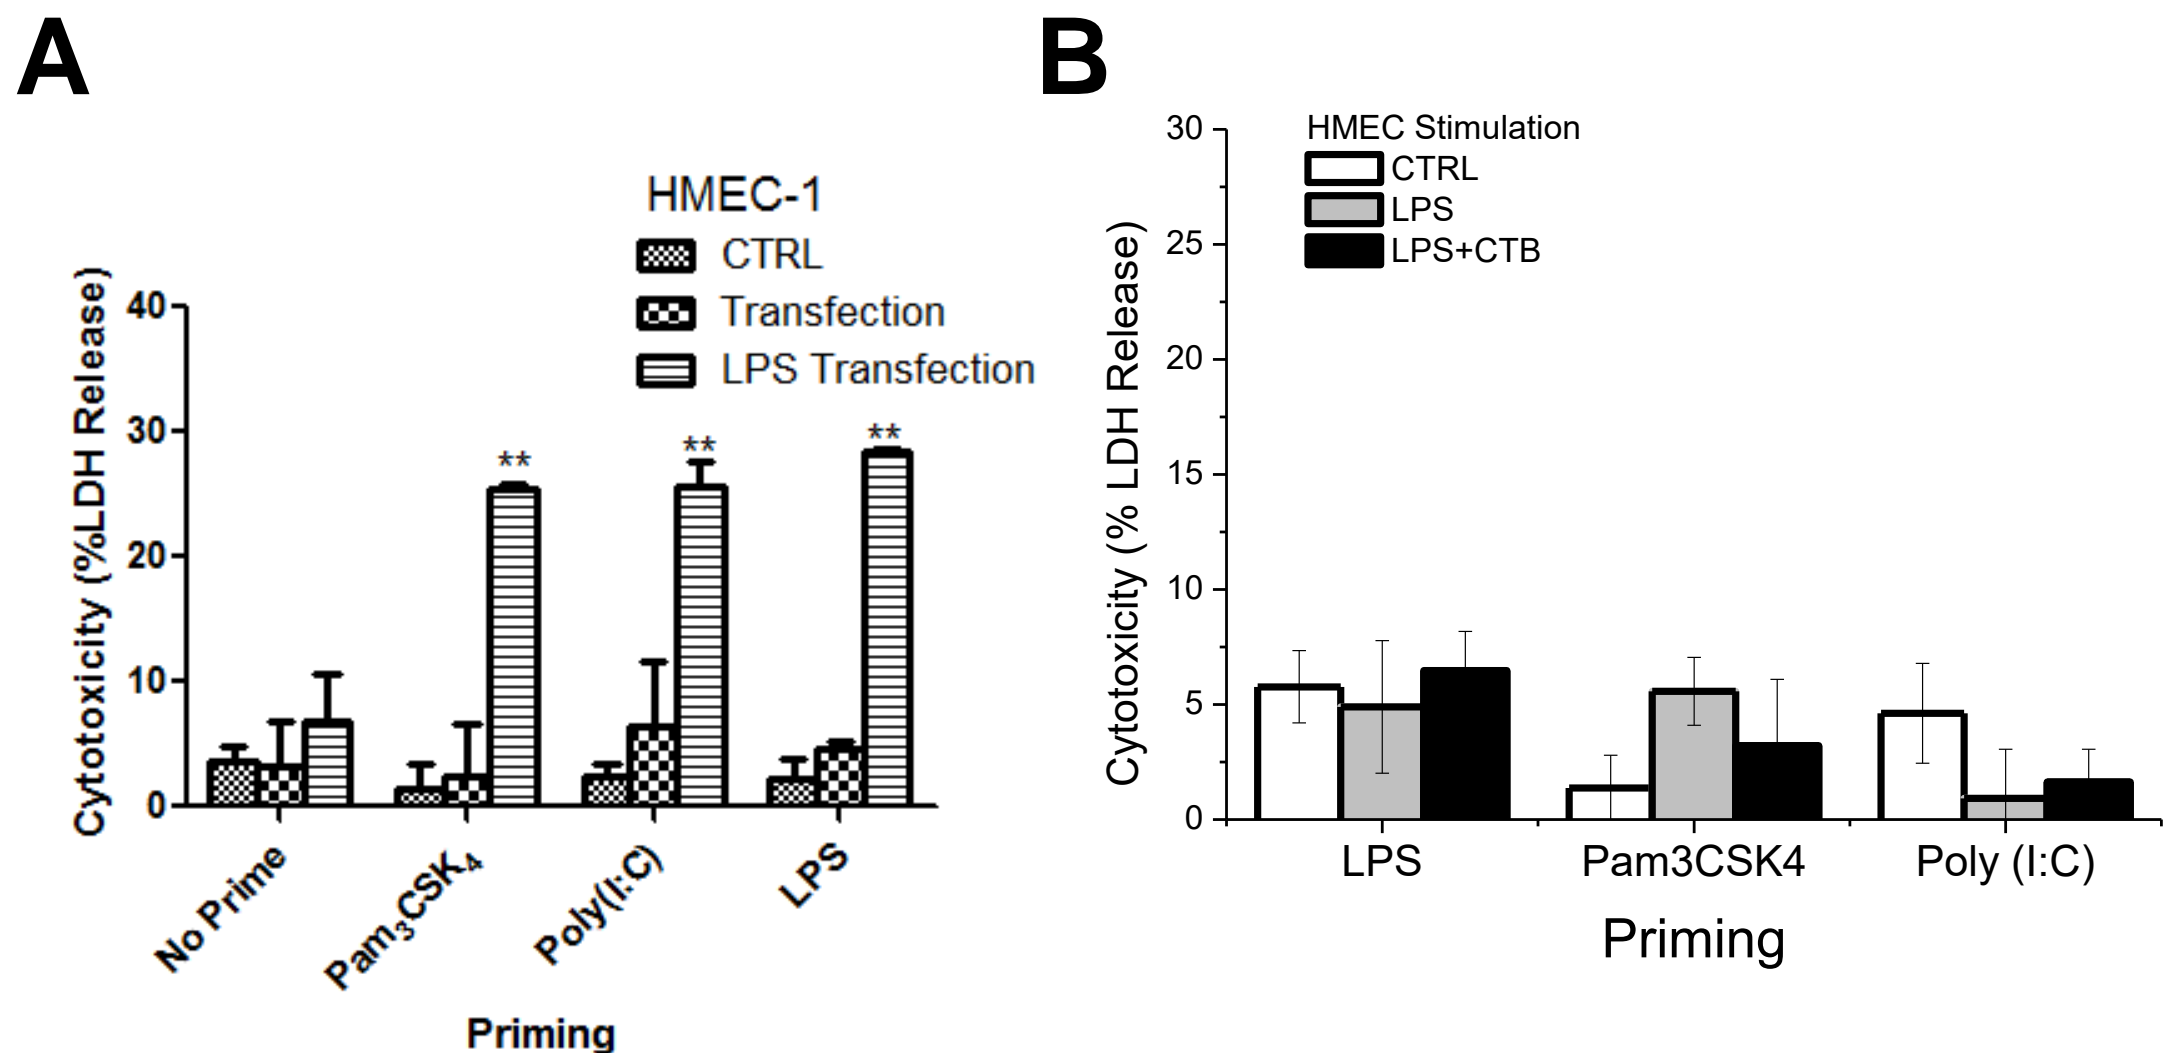 A
HMEC-1
CTRL
Transfection
LPS Transfection
Cytotoxicity (%LDH Release)
40
30
20
10
0
**
**
**
No Prime
Pam₃CSK₄
Poly(I:C)
LPS
Priming
B
HMEC Stimulation
CTRL
LPS
LPS+CTB
Cytotoxicity (% LDH Release)
30
25
20
15
10
5
0
LPS
Pam3CSK4
Poly (I:C)
Priming